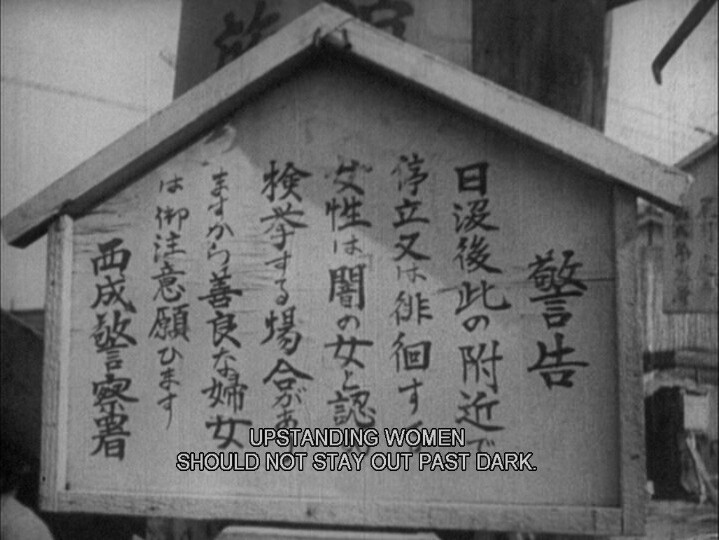 警告
日没後此の附近で
停立又は徘徊する
女性は闇の女と認め
検挙する場合があ
ますから善良な婦女
は御注意願ひます
西成警察署
UPSTANDING WOMEN
SHOULD NOT STAY OUT PAST DARK.